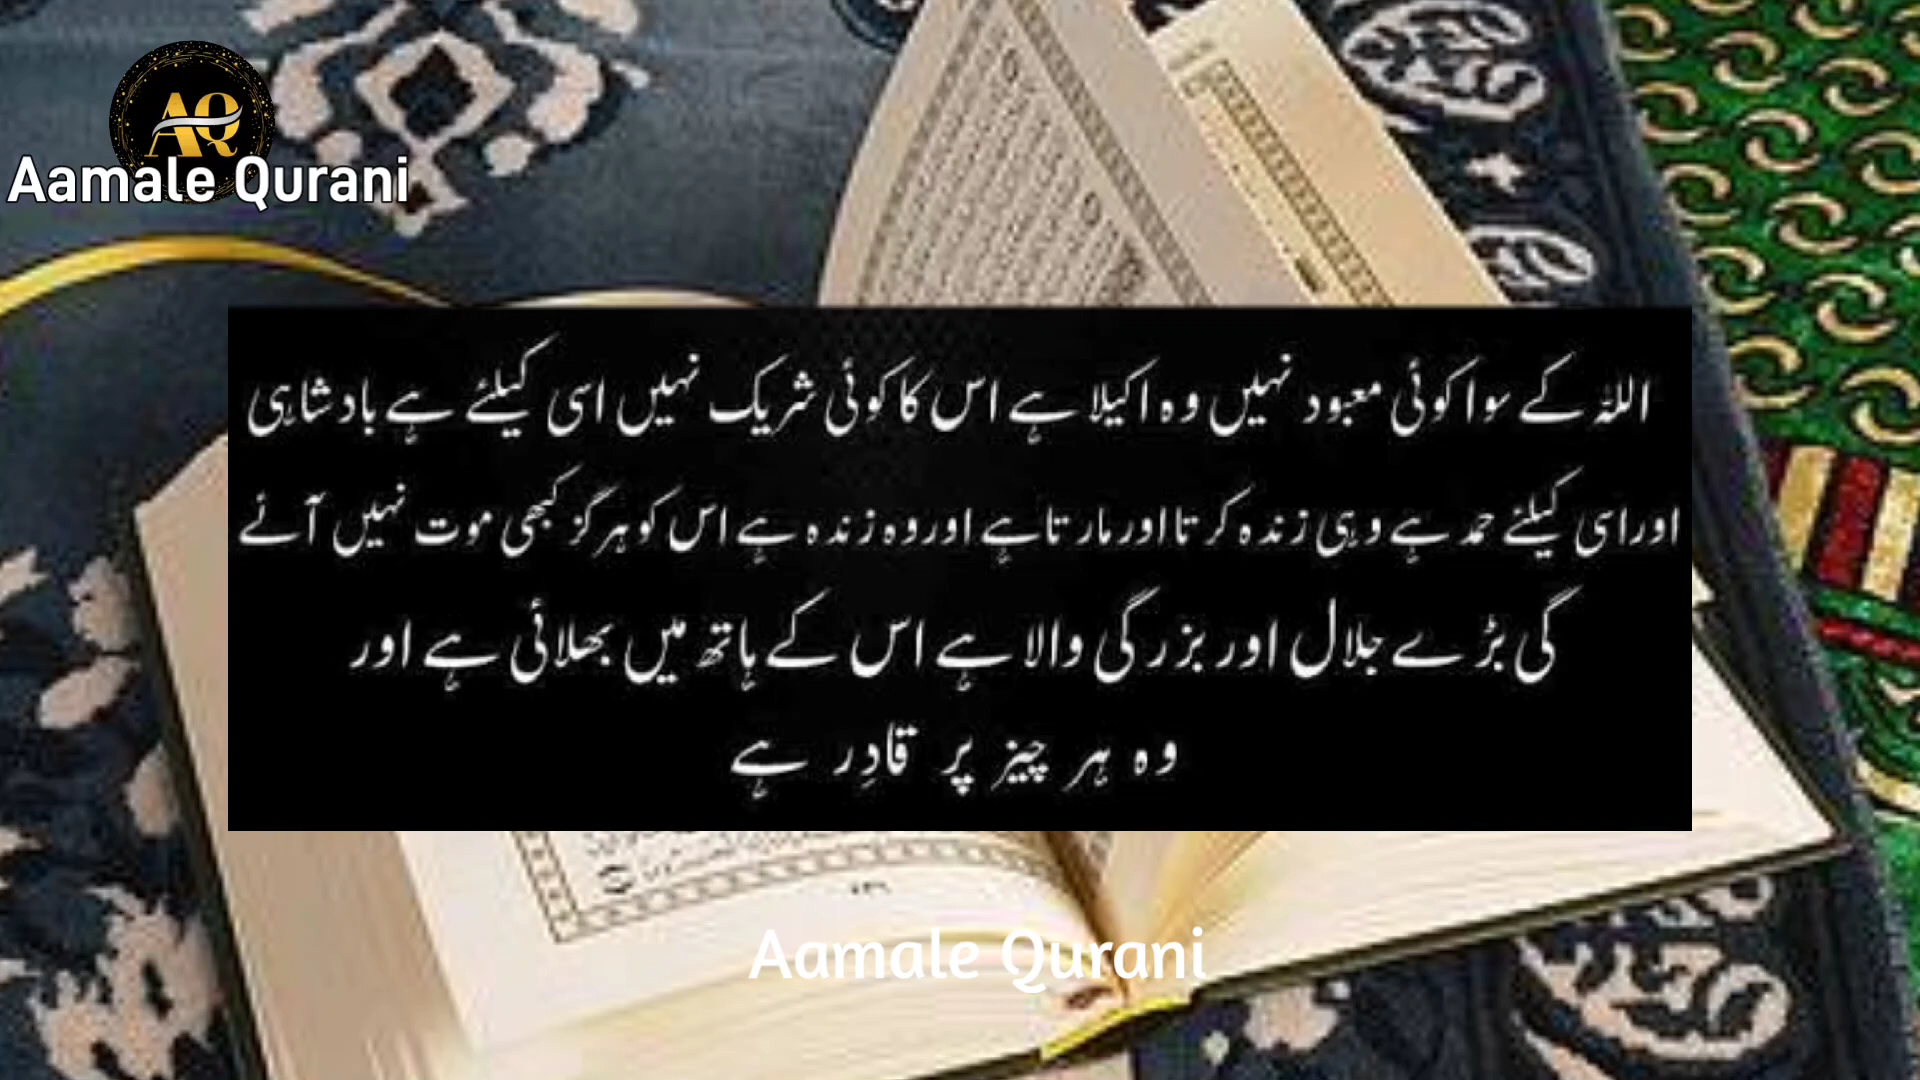 AQ
Aamale Qurani
اللہ کے سوا کوئی معبود نہیں وہ اکیلا ہے اس کا کوئی شریک نہیں اسی کیلئے ہے بادشاہی
اور اسی کیلئے حمد ہے وہی زندہ کرتا اور مارتا ہے اور وہ زندہ ہے اس کو ہرگز کبھی موت نہیں آئے
گی بڑے جلال اور بزرگی والا ہے اس کے ہاتھ میں بھلائی ہے اور
وہ ہر چیز پر قادِر ہے
Aamale Qurani